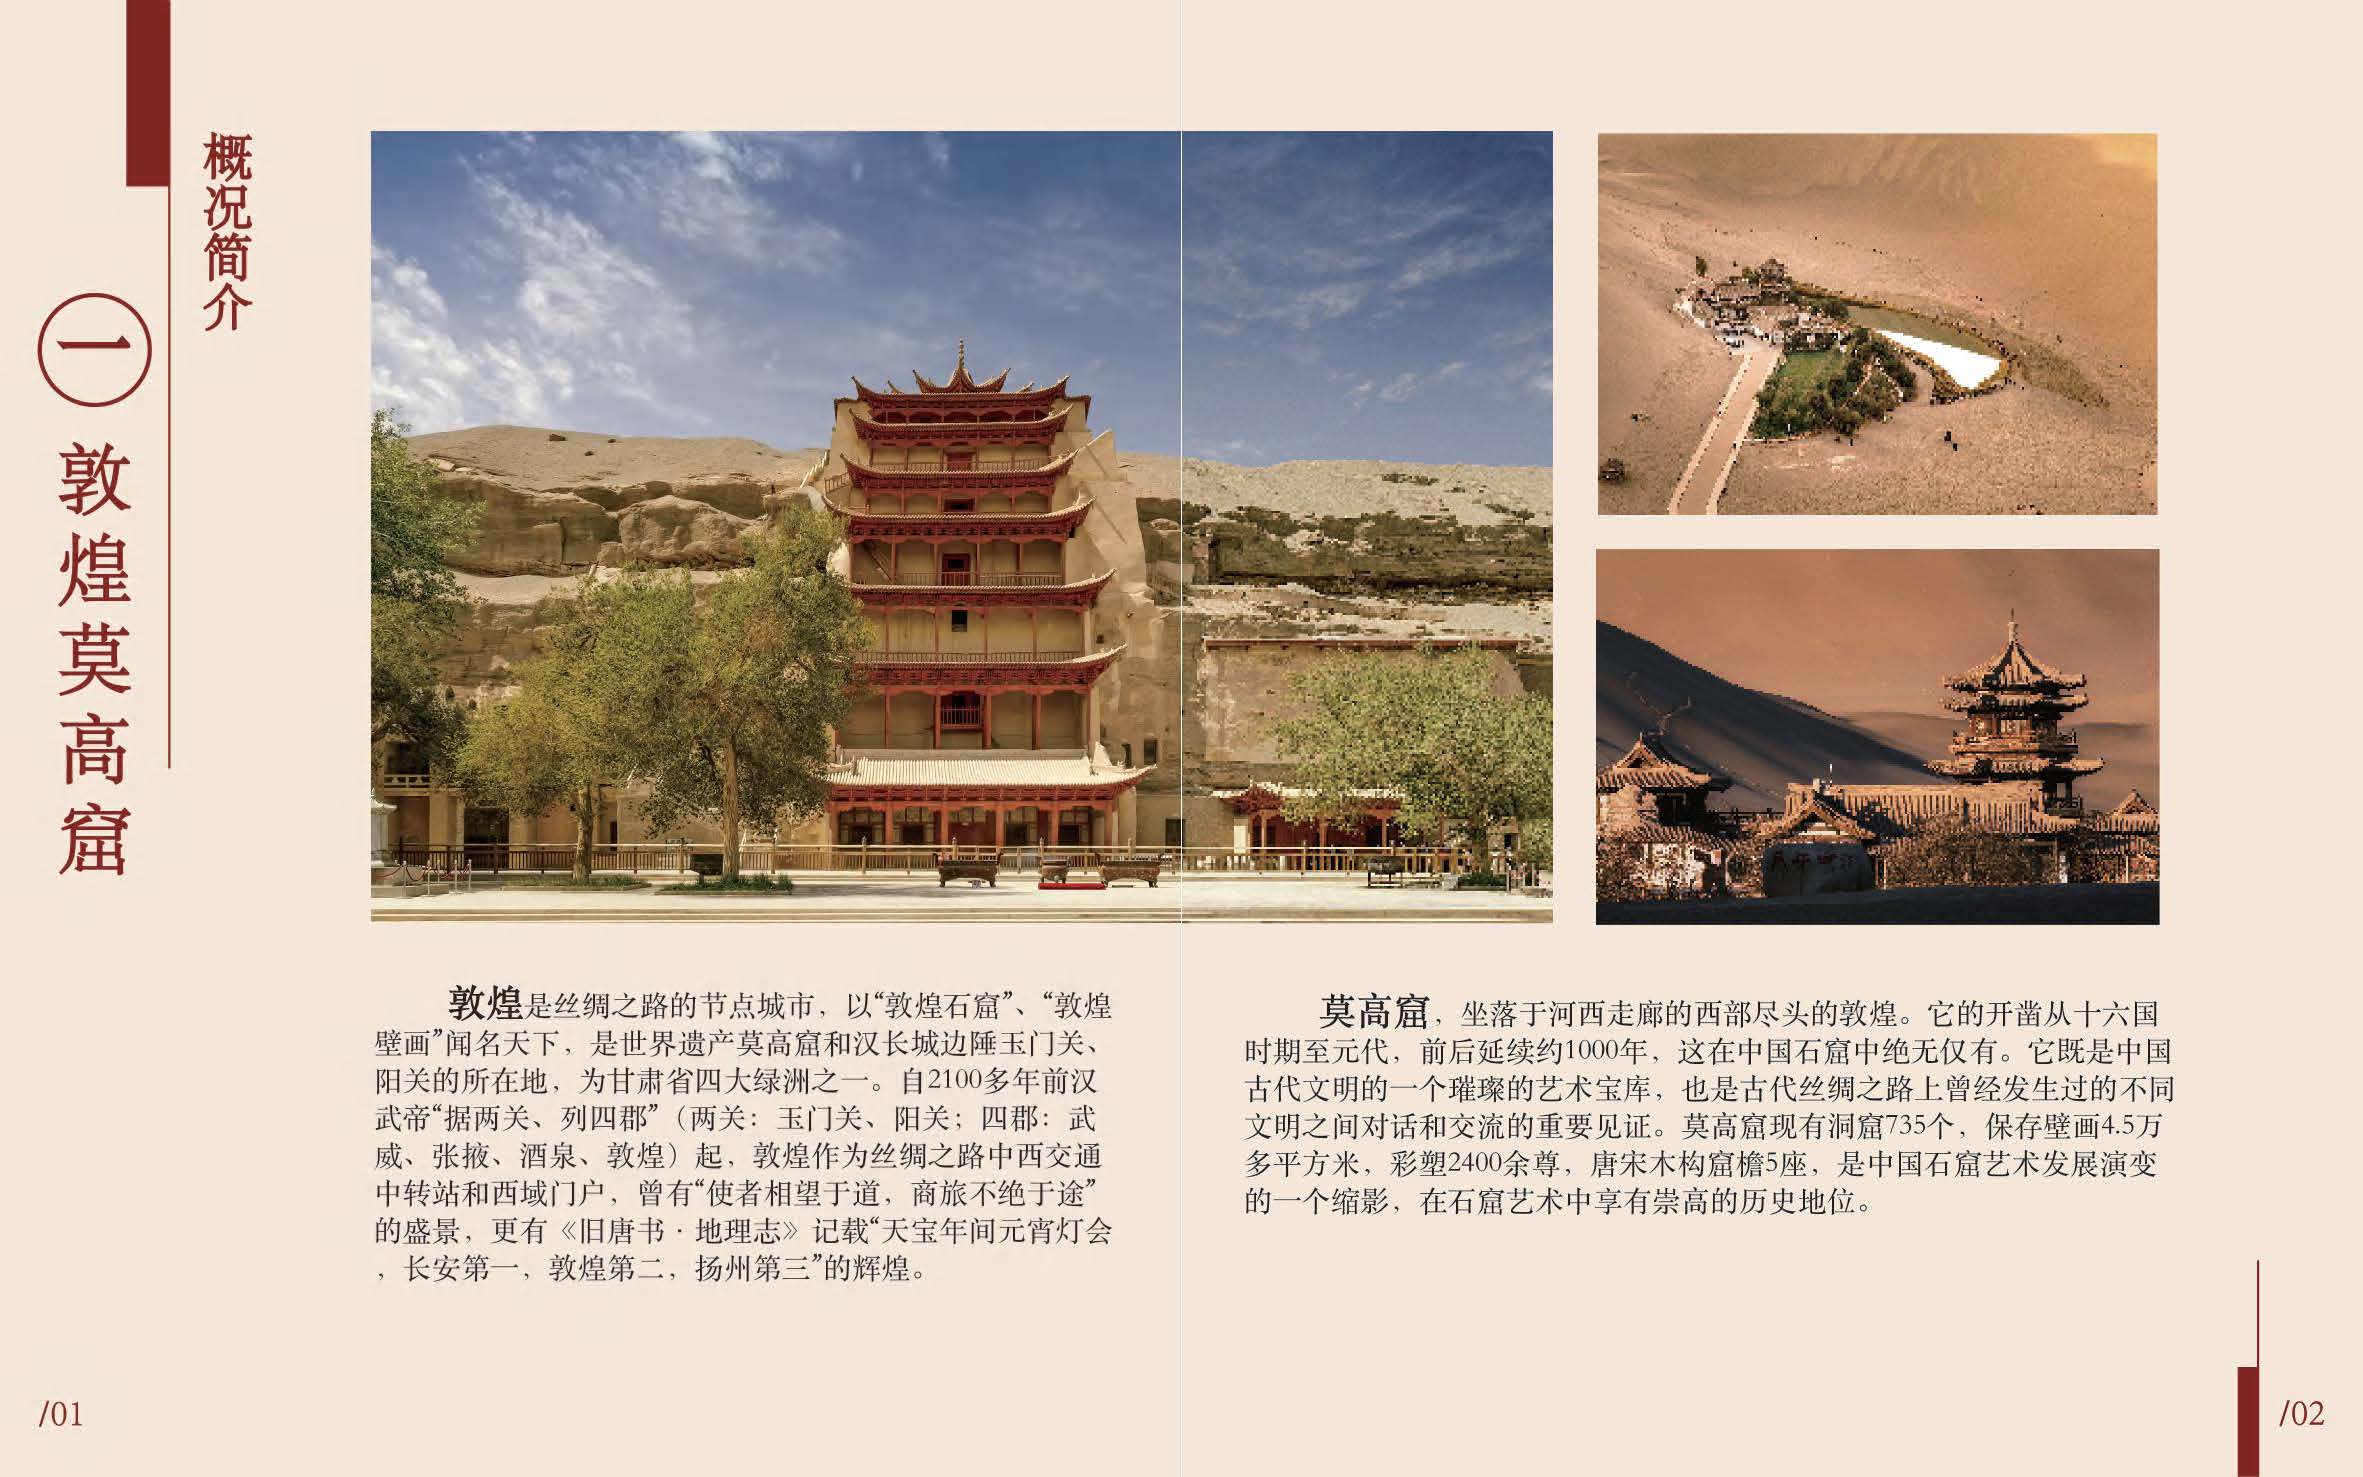 概况简介
一
敦煌莫高窟
敦煌是丝绸之路的节点城市，以“敦煌石窟”、“敦煌
壁画”闻名天下，是世界遗产莫高窟和汉长城边陲玉门关、
阳关的所在地，为甘肃省四大绿洲之一。自2100多年前汉
武帝“据两关、列四郡”（两关：玉门关、阳关；四郡：武
威、张掖、酒泉、敦煌）起，敦煌作为丝绸之路中西交通
中转站和西域门户，曾有“使者相望于道，商旅不绝于途”
的盛景，更有《旧唐书·地理志》记载“天宝年间元宵灯会
，长安第一，敦煌第二，扬州第三”的辉煌。
莫高窟，坐落于河西走廊的西部尽头的敦煌。它的开凿从十六国
时期至元代，前后延续约1000年，这在中国石窟中绝无仅有。它既是中国
古代文明的一个璀璨的艺术宝库，也是古代丝绸之路上曾经发生过的不同
文明之间对话和交流的重要见证。莫高窟现有洞窟735个，保存壁画4.5万
多平方米，彩塑2400余尊，唐宋木构窟檐5座，是中国石窟艺术发展演变
的一个缩影，在石窟艺术中享有崇高的历史地位。
/01
/02